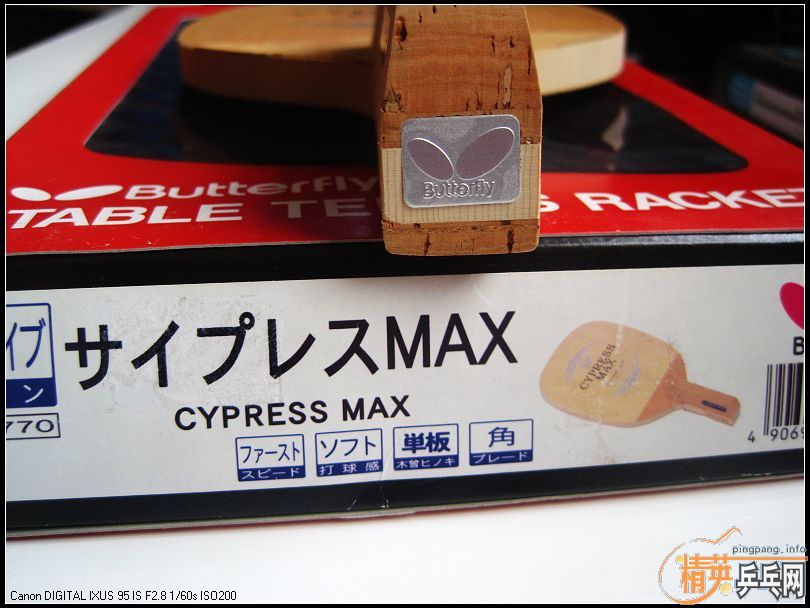 Butterfly
Butterfly
TABLE TE S RACKE
イブ
ン
770
サイプレスMAX
CYPRESS MAX
ファースト
スピード
ソフト
打球感
単板
木曽ヒノキ
角
ブレード
CYPRESS
MAX
B
4 9069
pingpang.info
精英乒乓网
Canon DIGITAL IXUS 95 IS F2.8 1/60s ISO200